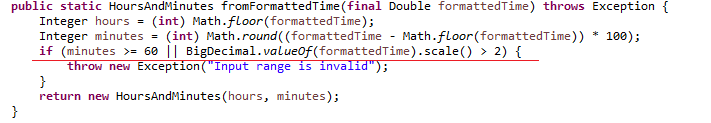 public static HoursAndMinutes fromFormattedTime(final Double formattedTime) throws Exception {
Integer hours = (int) Math.floor(formattedTime);
Integer minutes = (int) Math.round((formattedTime - Math.floor(formattedTime)) * 100);
if (minutes >= 60 || BigDecimal.valueOf(formattedTime).scale() > 2) {
throw new Exception("Input range is invalid");
}
return new HoursAndMinutes(hours, minutes);
}